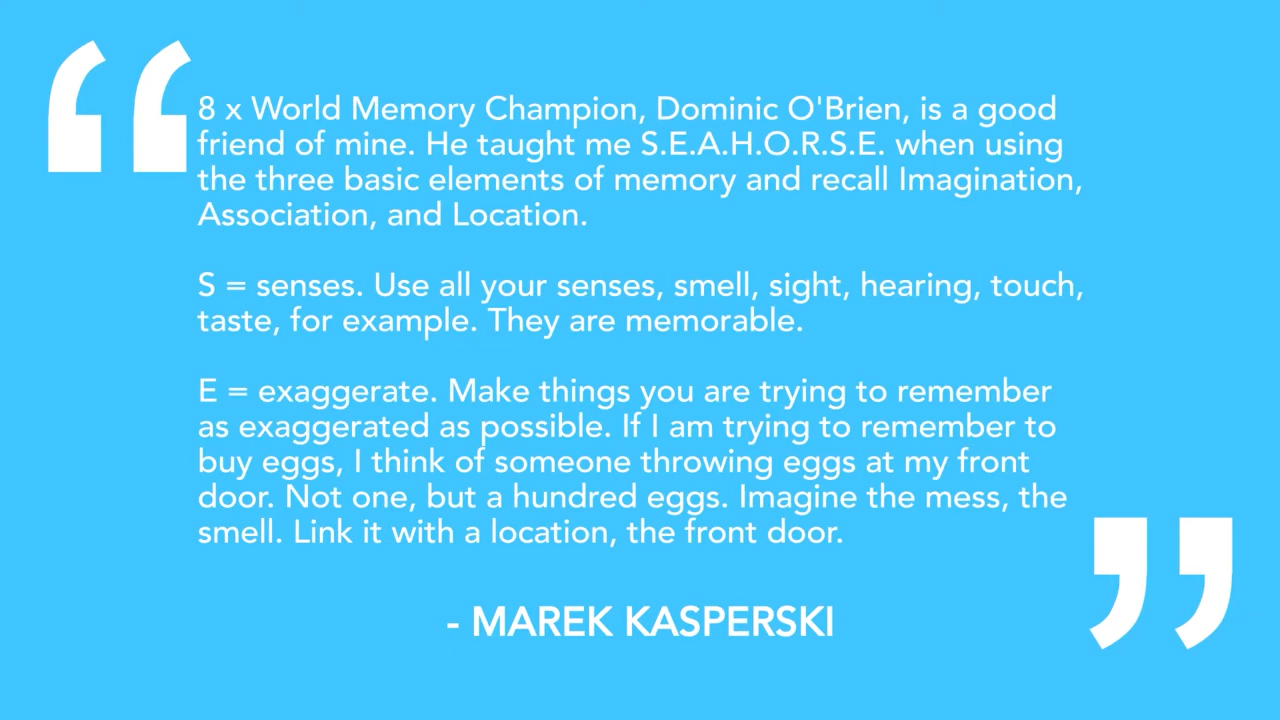 8 x World Memory Champion, Dominic O'Brien, is a good
friend of mine. He taught me S.E.A.H.O.R.S.E. when using
the three basic elements of memory and recall Imagination,
Association, and Location.
S = senses. Use all your senses, smell, sight, hearing, touch,
taste, for example. They are memorable.
E = exaggerate. Make things you are trying to remember
as exaggerated as possible. If I am trying to remember to
buy eggs, I think of someone throwing eggs at my front
door. Not one, but a hundred eggs. Imagine the mess, the
smell. Link it with a location, the front door.
- MAREK KASPERSKI